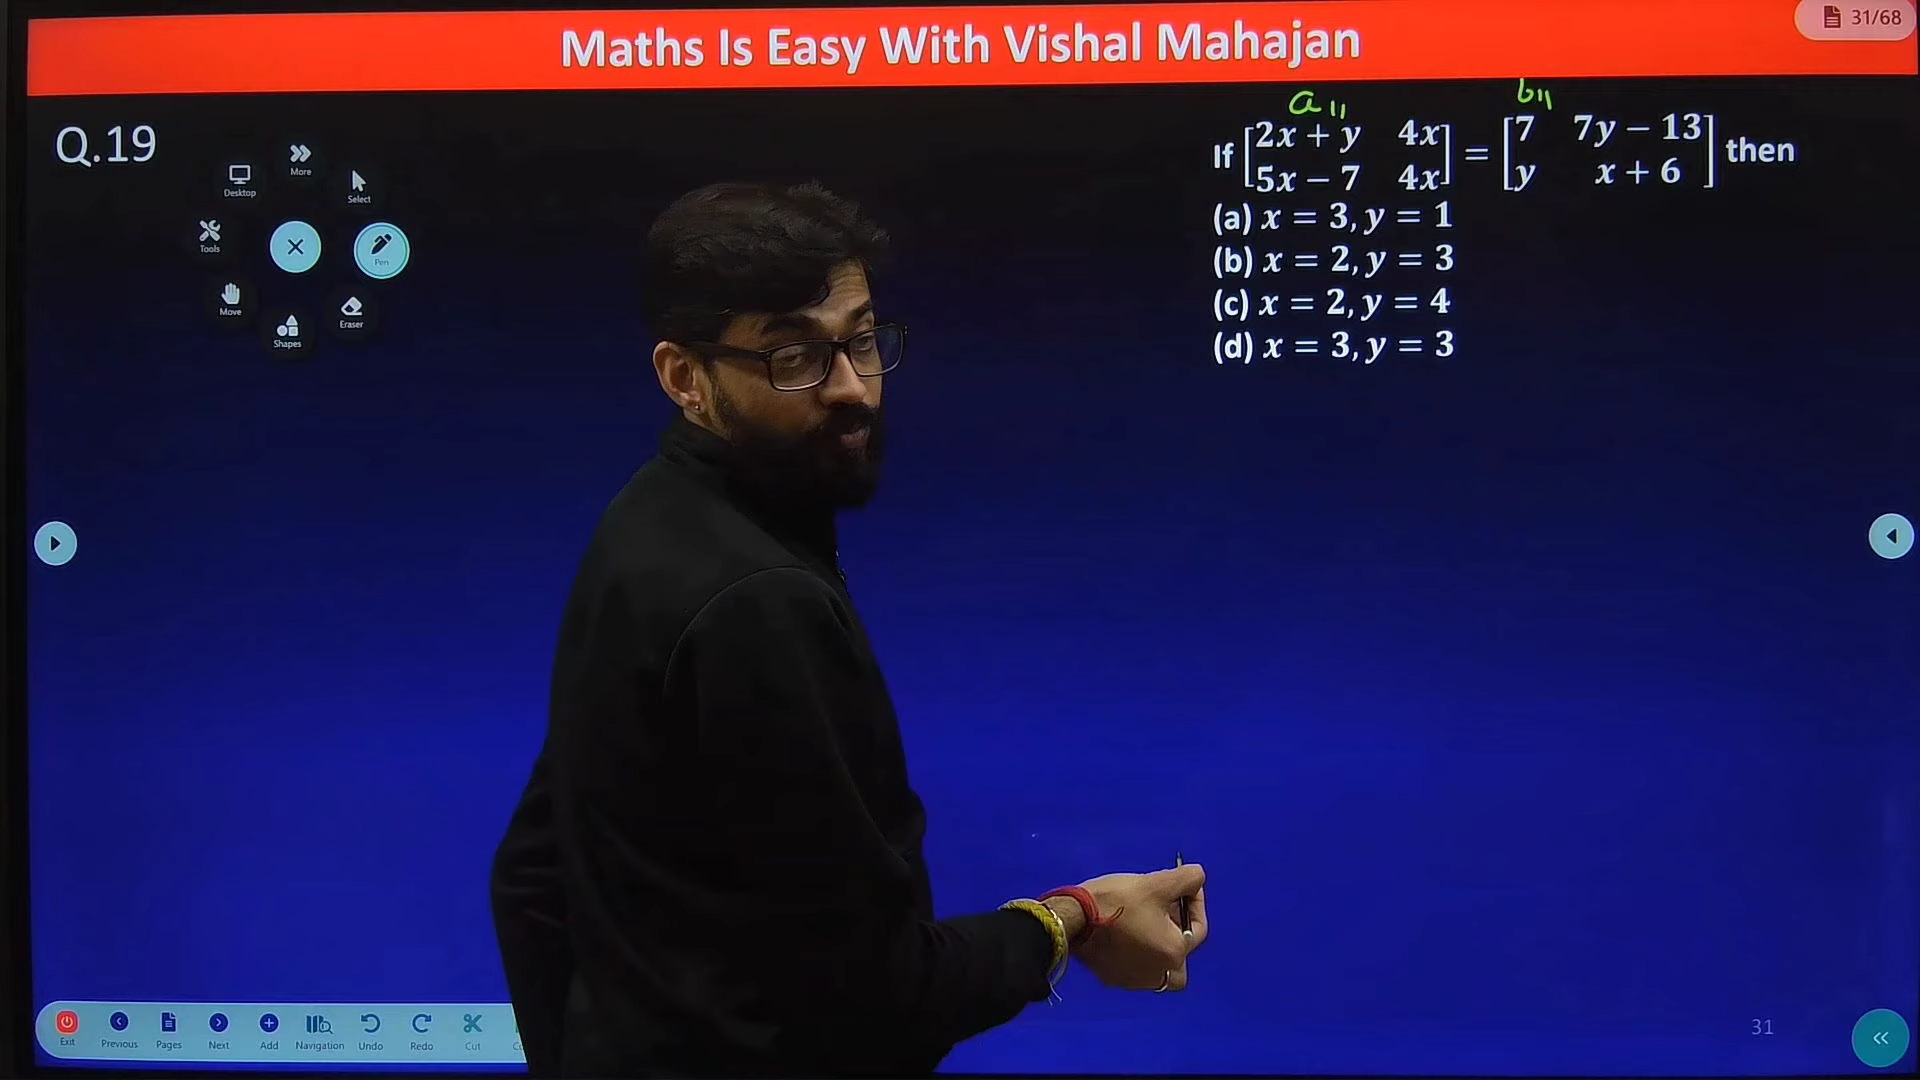 31/68
Maths Is Easy With Vishal Mahajan
Q.19
a₁₁ b₁₁
If [2x + y 4x; 5x − 7 4x] = [7 7y − 13; y x + 6] then
(a) x = 3, y = 1
(b) x = 2, y = 3
(c) x = 2, y = 4
(d) x = 3, y = 3
More
Desktop
Select
Tools
Pen
Move
Eraser
Shapes
31
Exit Previous Pages Next Add Navigation Undo Redo Cut